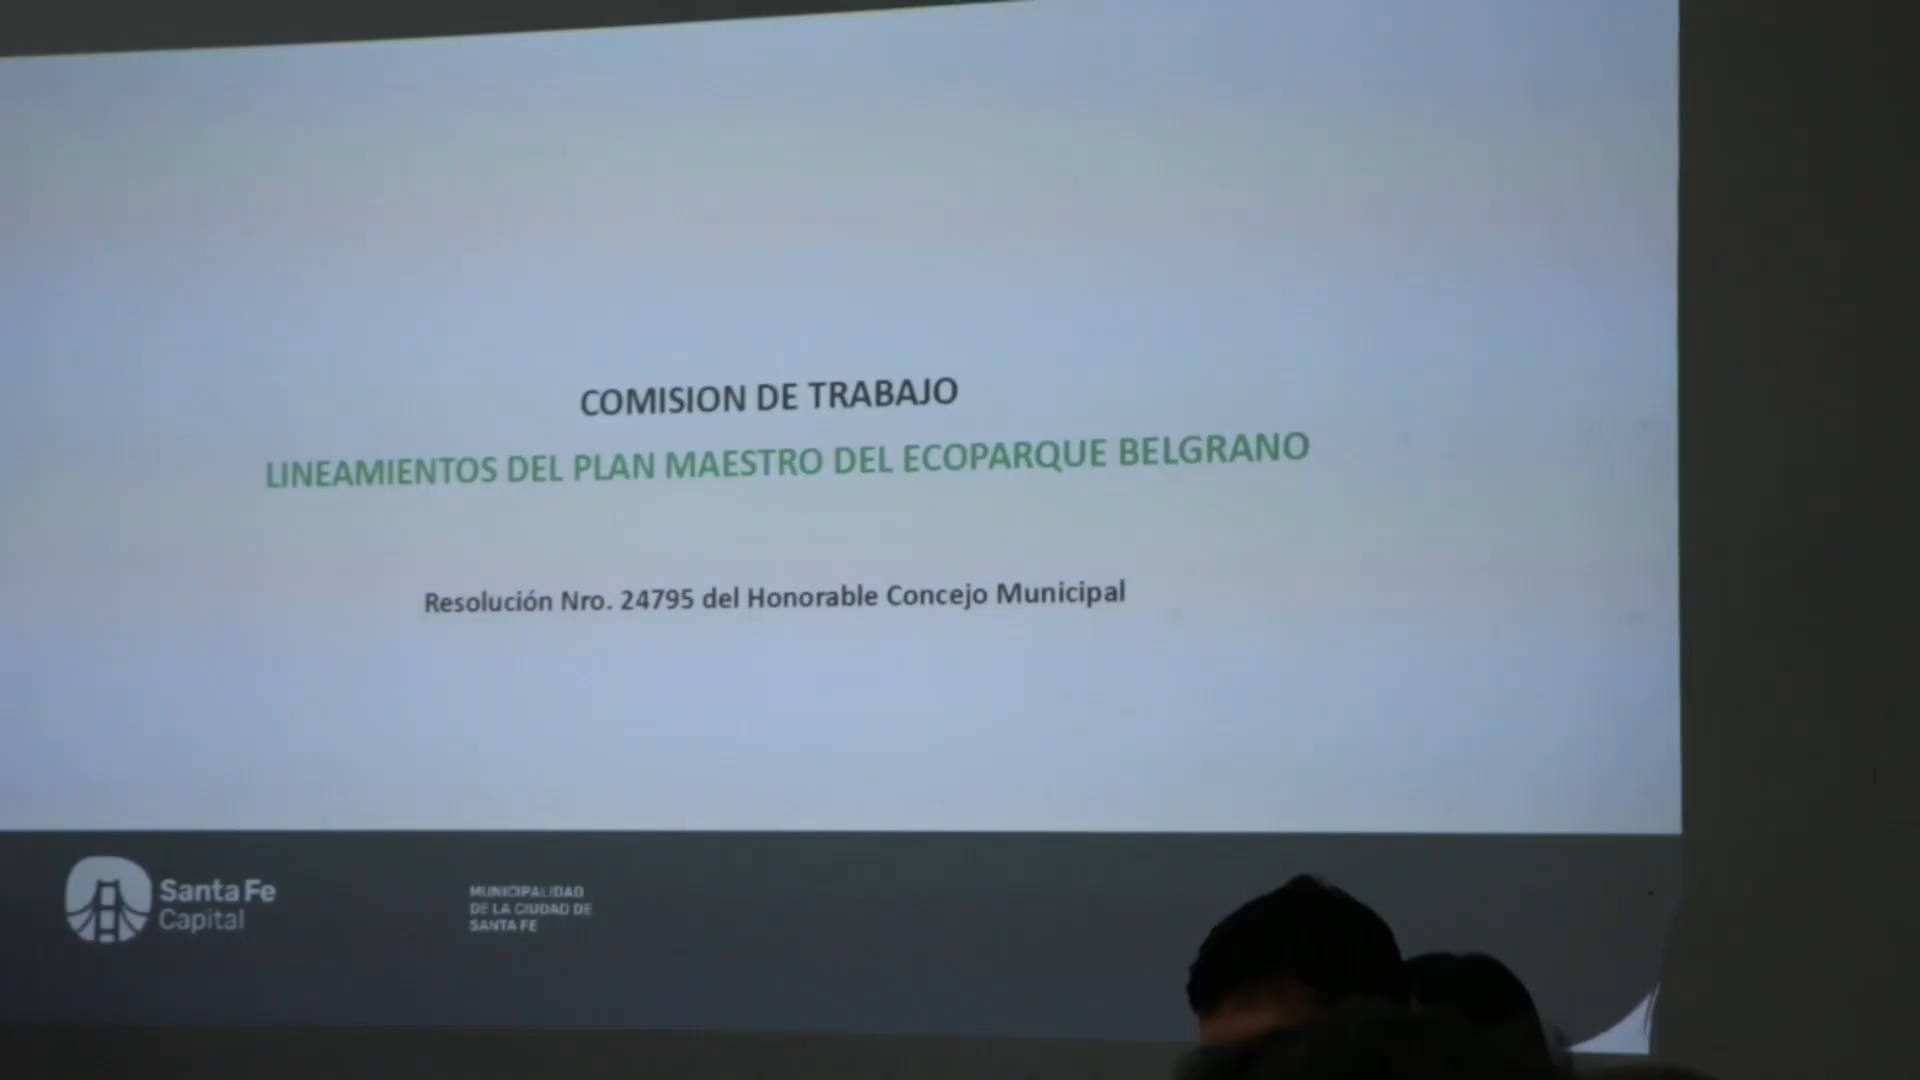 COMISION DE TRABAJO
LINEAMIENTOS DEL PLAN MAESTRO DEL ECOPARQUE BELGRANO
Resolución Nro. 24795 del Honorable Concejo Municipal
Santa Fe
Capital
MUNICIPALIDAD
DE LA CIUDAD DE
SANTA FE